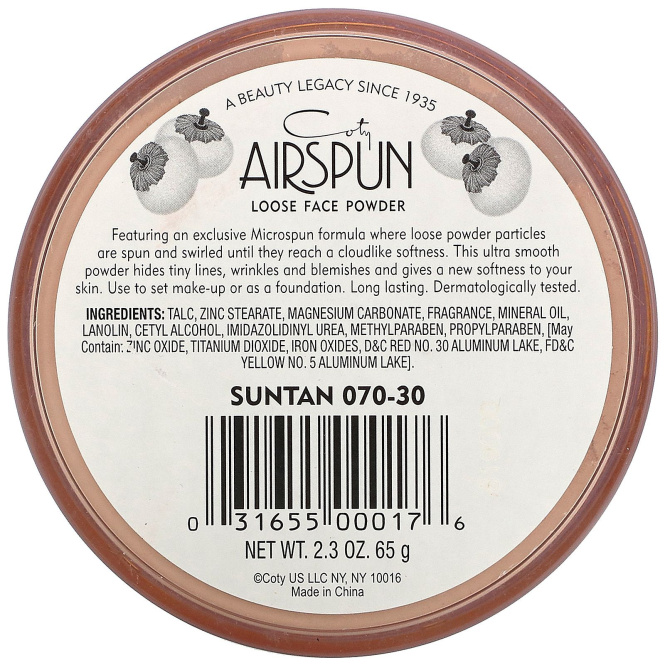 A BEAUTY LEGACY SINCE 1935
Coty
AIRSPUN
LOOSE FACE POWDER
Featuring an exclusive Microspun formula where loose powder particles
are spun and swirled until they reach a cloudlike softness. This ultra smooth
powder hides tiny lines, wrinkles and blemishes and gives a new softness to your
skin. Use to set make-up or as a foundation. Long lasting. Dermatologically tested.
INGREDIENTS: TALC, ZINC STEARATE, MAGNESIUM CARBONATE, FRAGRANCE, MINERAL OIL,
LANOLIN, CETYL ALCOHOL, IMIDAZOLIDINYL UREA, METHYLPARABEN, PROPYLPARABEN, [May
Contain: ZINC OXIDE, TITANIUM DIOXIDE, IRON OXIDES, D&C RED NO. 30 ALUMINUM LAKE, FD&C
YELLOW NO. 5 ALUMINUM LAKE].
SUNTAN 070-30
0 31655 00017 6
NET WT. 2.3 OZ. 65 g
©Coty US LLC NY, NY 10016
Made in China